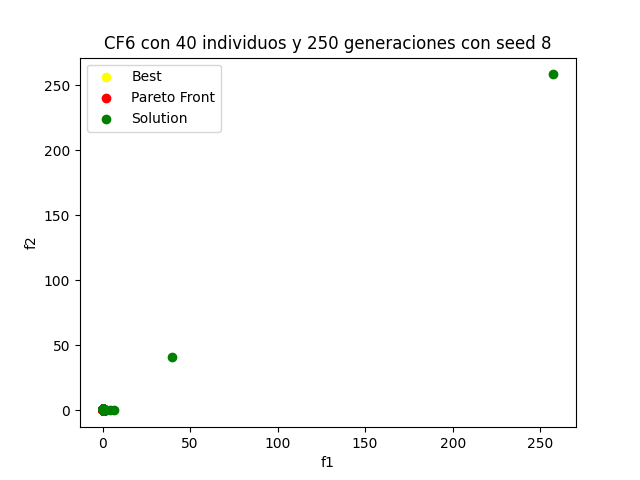 CF6 con 40 individuos y 250 generaciones con seed 8
Best
Pareto Front
Solution
250
200
150
100
50
0
f2
0 50 100 150 200 250
f1